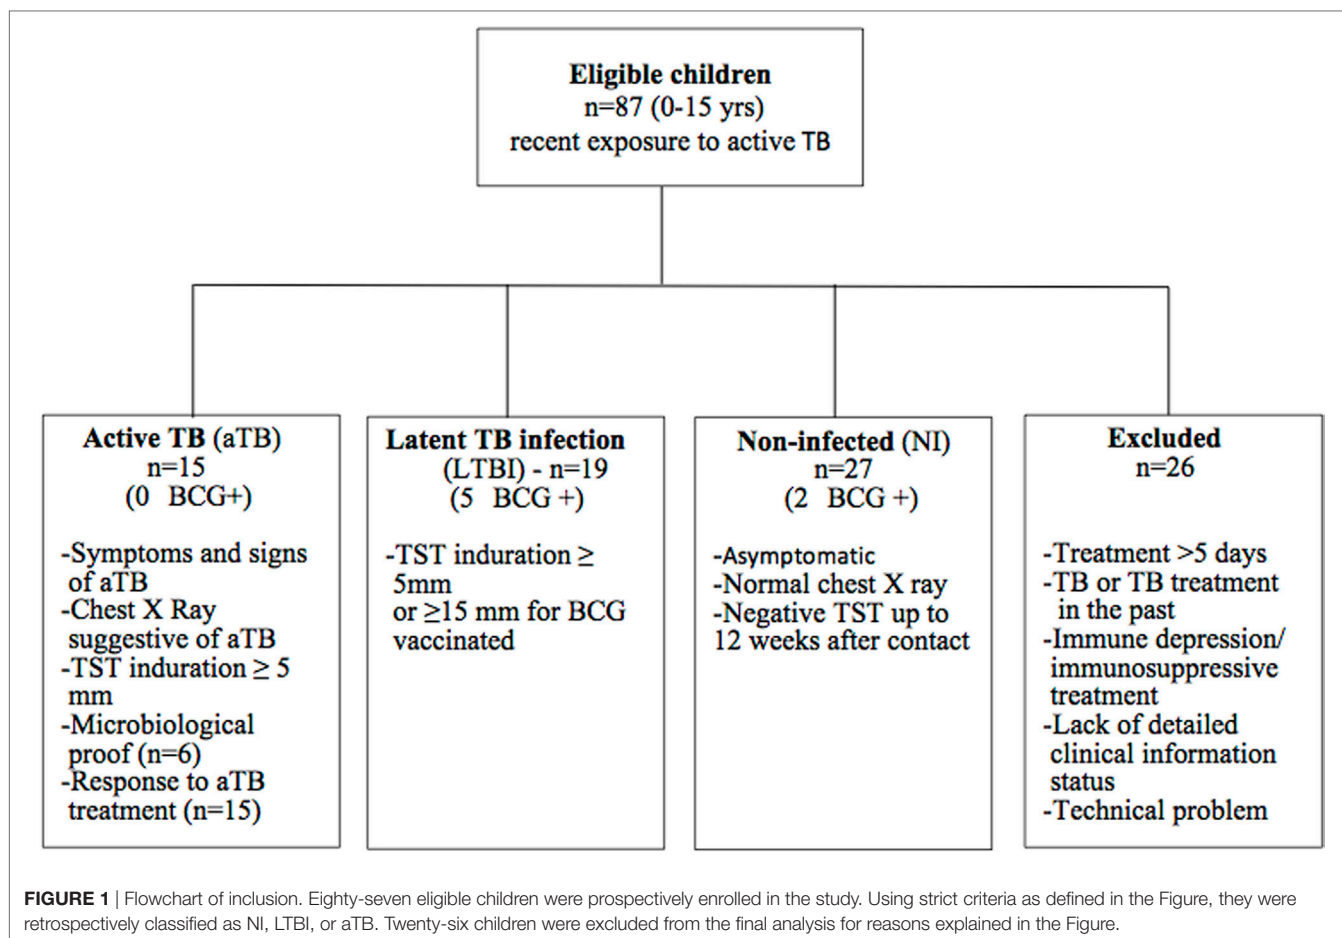 Eligible children
n=87 (0-15 yrs)
recent exposure to active TB
Active TB (aTB)
n=15
(0 BCG+)
-Symptoms and signs
of aTB
-Chest X Ray
suggestive of aTB
-TST induration ≥ 5
mm
-Microbiological
proof (n=6)
-Response to aTB
treatment (n=15)
Latent TB infection
(LTBI) - n=19
(5 BCG +)
-TST induration ≥
5mm
or ≥15 mm for BCG
vaccinated
Non-infected (NI)
n=27
(2 BCG +)
-Asymptomatic
-Normal chest X ray
-Negative TST up to
12 weeks after contact
Excluded
n=26
-Treatment >5 days
-TB or TB treatment
in the past
-Immune depression/
immunosuppressive
treatment
-Lack of detailed
clinical information
status
-Technical problem
FIGURE 1 | Flowchart of inclusion. Eighty-seven eligible children were prospectively enrolled in the study. Using strict criteria as defined in the Figure, they were
retrospectively classified as NI, LTBI, or aTB. Twenty-six children were excluded from the final analysis for reasons explained in the Figure.